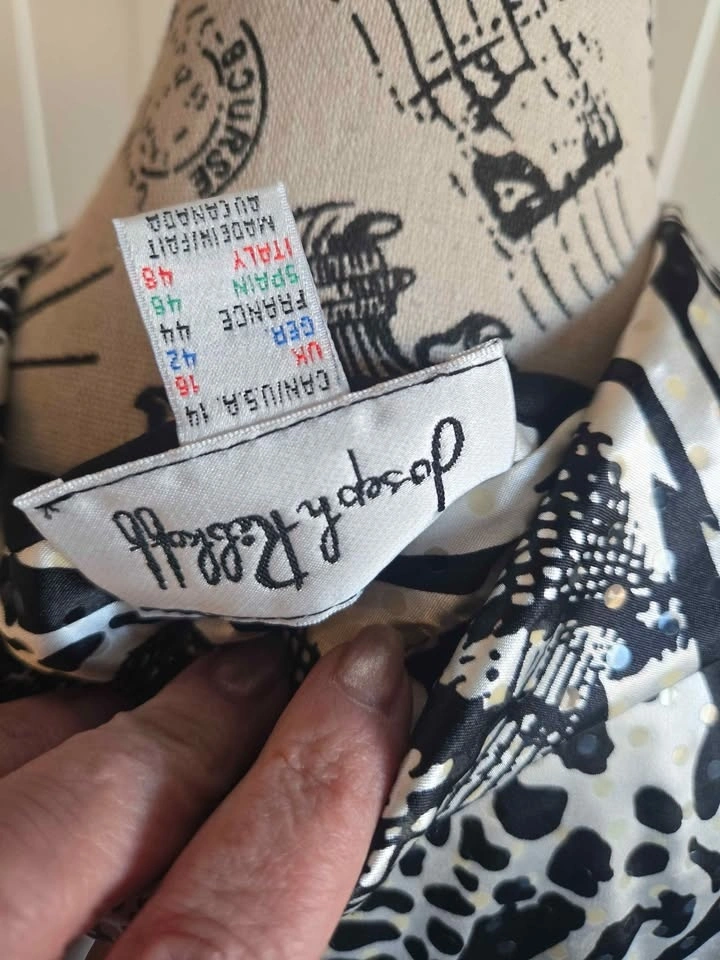 Joseph Ribkoff
CAN/U.S.A. 14
UK 16
GER 42
FRANCE 44
SPAIN 46
ITALY 48
MADE IN/FAIT
AU CANADA